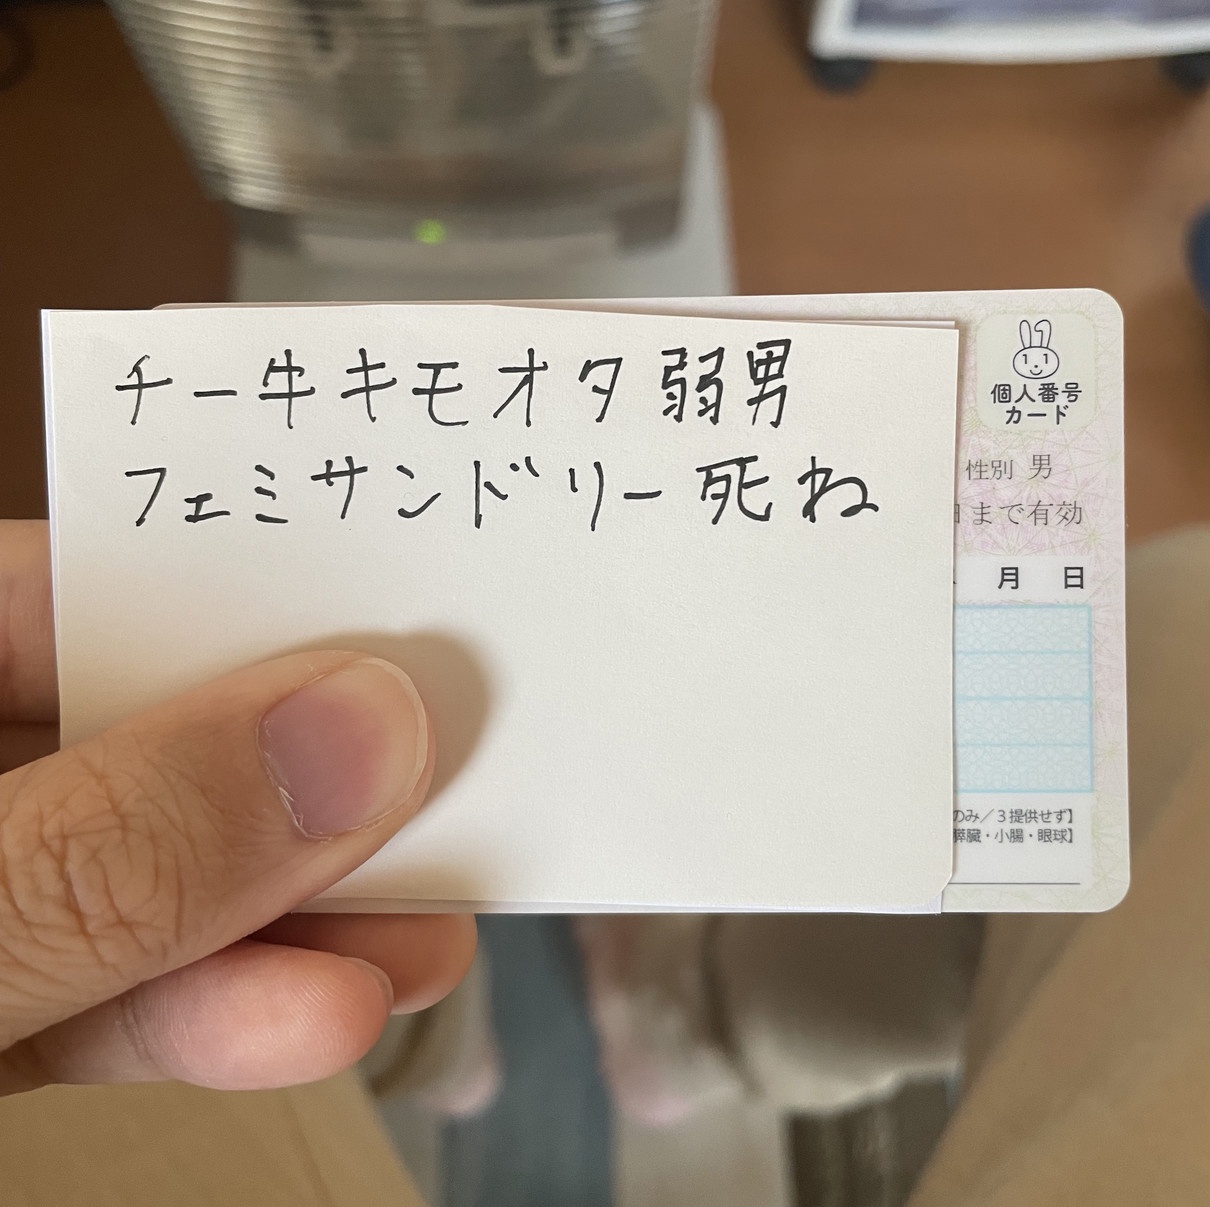 チー牛キモオタ弱男
フェミサンドリー死ね
個人番号
カード
性別 男
日まで有効
月 日
のみ/3提供せず】
膵臓・小腸・眼球】